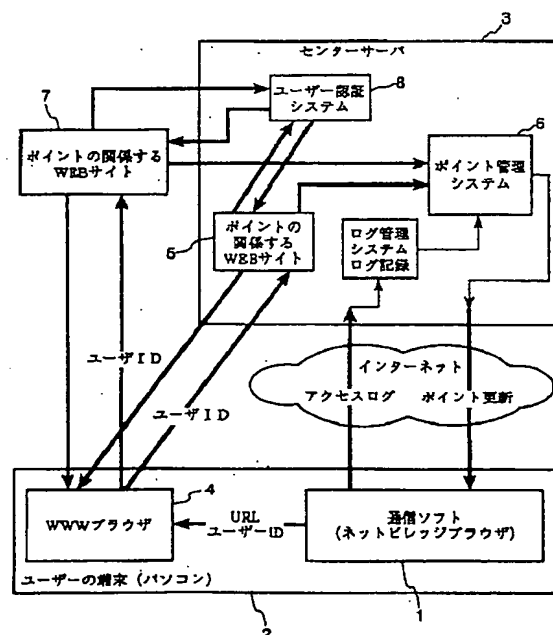 3
センターサーバ
7
8
ユーザー認証
システム
6
ポイントの関係する
WEBサイト
ポイント管理
システム
5
ポイントの
関係する
WEBサイト
ログ管理
システム
ログ記録
ユーザID
ユーザID
インターネット
アクセスログ
ポイント更新
4
WWWブラウザ
URL
ユーザーID
通信ソフト
(ネットビレッジブラウザ)
ユーザーの端末(パソコン)
1
2